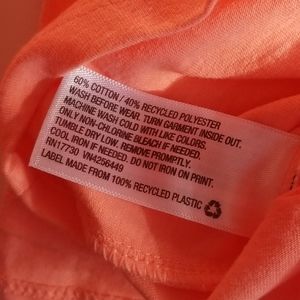 60% COTTON / 40% RECYCLED POLYESTER
WASH BEFORE WEAR. TURN GARMENT INSIDE OUT.
MACHINE WASH COLD WITH LIKE COLORS.
ONLY NON-CHLORINE BLEACH IF NEEDED.
TUMBLE DRY LOW. REMOVE PROMPTLY.
COOL IRON IF NEEDED. DO NOT IRON ON PRINT.
RN17730 VN4256449
LABEL MADE FROM 100% RECYCLED PLASTIC